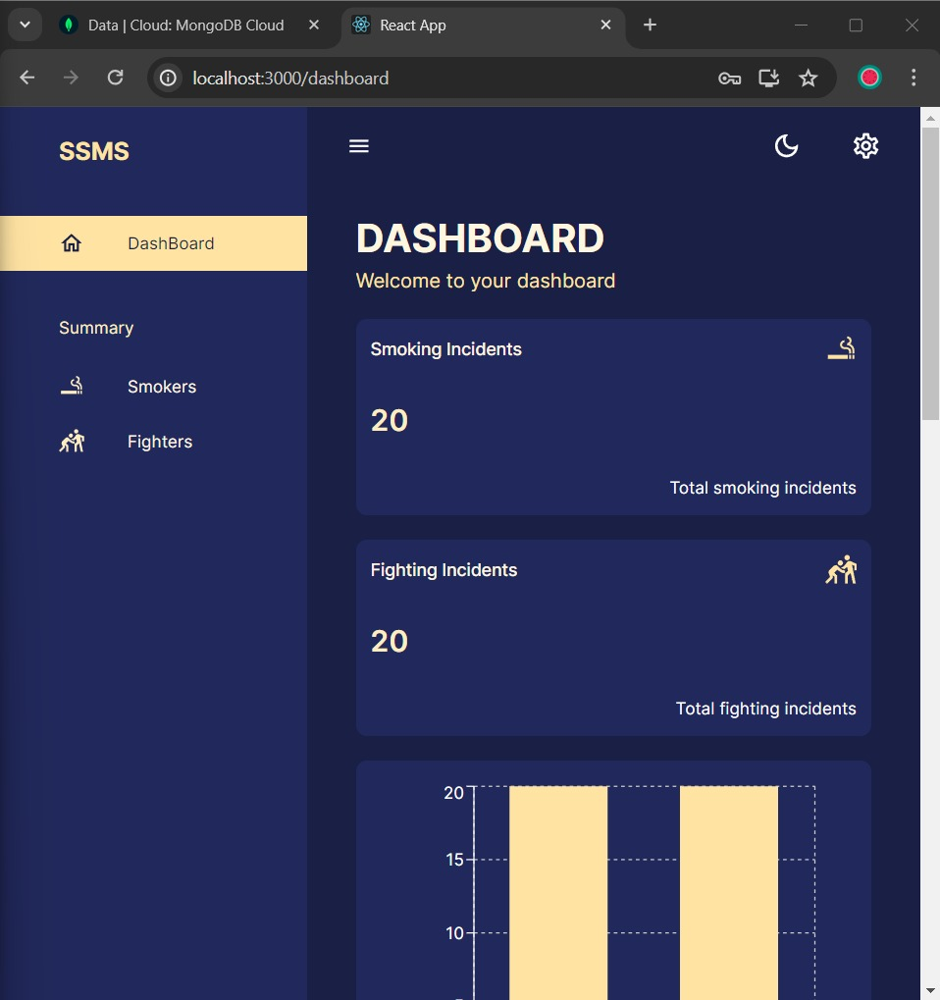 Data | Cloud: MongoDB Cloud
React App
localhost:3000/dashboard
SSMS
DashBoard
Summary
Smokers
Fighters
DASHBOARD
Welcome to your dashboard
Smoking Incidents
20
Total smoking incidents
Fighting Incidents
20
Total fighting incidents
20
15
10